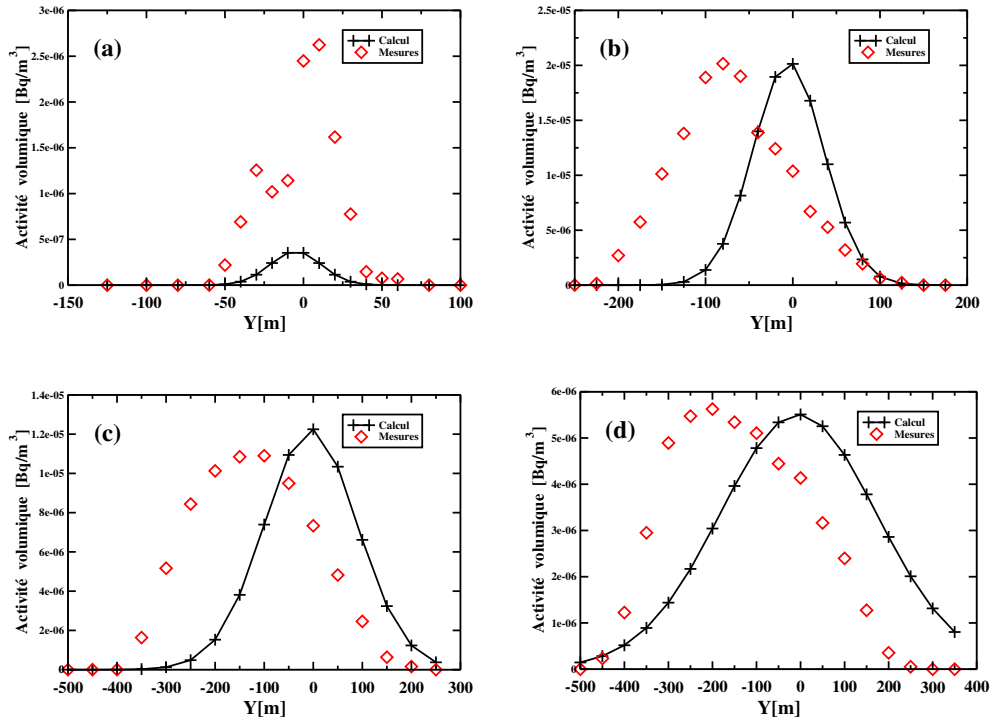 3e-06
2.5e-06
2e-06
1.5e-06
1e-06
5e-07
0
Activité volumique [Bq/m³]
(a)
Calcul
Mesures
-150 -100 -50 0 50 100
Y[m]
2.5e-05
2e-05
1.5e-05
1e-05
5e-06
0
Activité volumique [Bq/m³]
(b)
Calcul
Mesures
-200 -100 0 100 200
Y[m]
1.4e-05
1.2e-05
1e-05
8e-06
6e-06
4e-06
2e-06
0
Activité volumique [Bq/m³]
(c)
Calcul
Mesures
-500 -400 -300 -200 -100 0 100 200 300
Y[m]
6e-06
5e-06
4e-06
3e-06
2e-06
1e-06
0
Activité volumique [Bq/m³]
(d)
Calcul
Mesures
-500 -400 -300 -200 -100 0 100 200 300 400
Y[m]